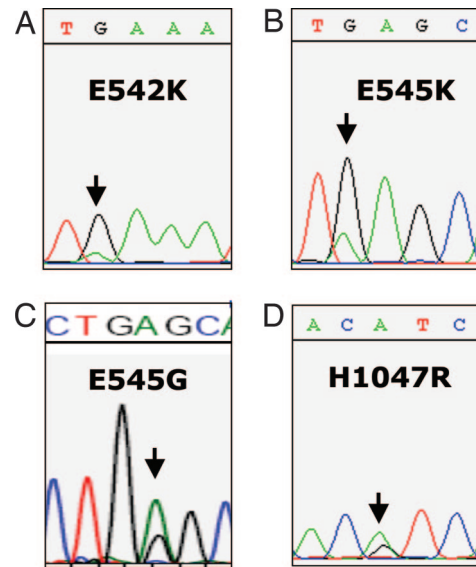 A
T G A A A
E542K
B
T G A G C
E545K
C
CTGAGCA
E545G
D
A C A T C
H1047R